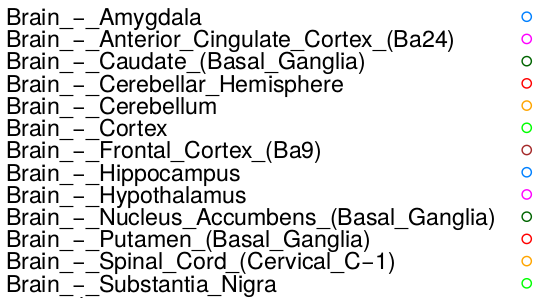 Brain_−_Amygdala
Brain_−_Anterior_Cingulate_Cortex_(Ba24)
Brain_−_Caudate_(Basal_Ganglia)
Brain_−_Cerebellar_Hemisphere
Brain_−_Cerebellum
Brain_−_Cortex
Brain_−_Frontal_Cortex_(Ba9)
Brain_−_Hippocampus
Brain_−_Hypothalamus
Brain_−_Nucleus_Accumbens_(Basal_Ganglia)
Brain_−_Putamen_(Basal_Ganglia)
Brain_−_Spinal_Cord_(Cervical_C−1)
Brain_−_Substantia_Nigra